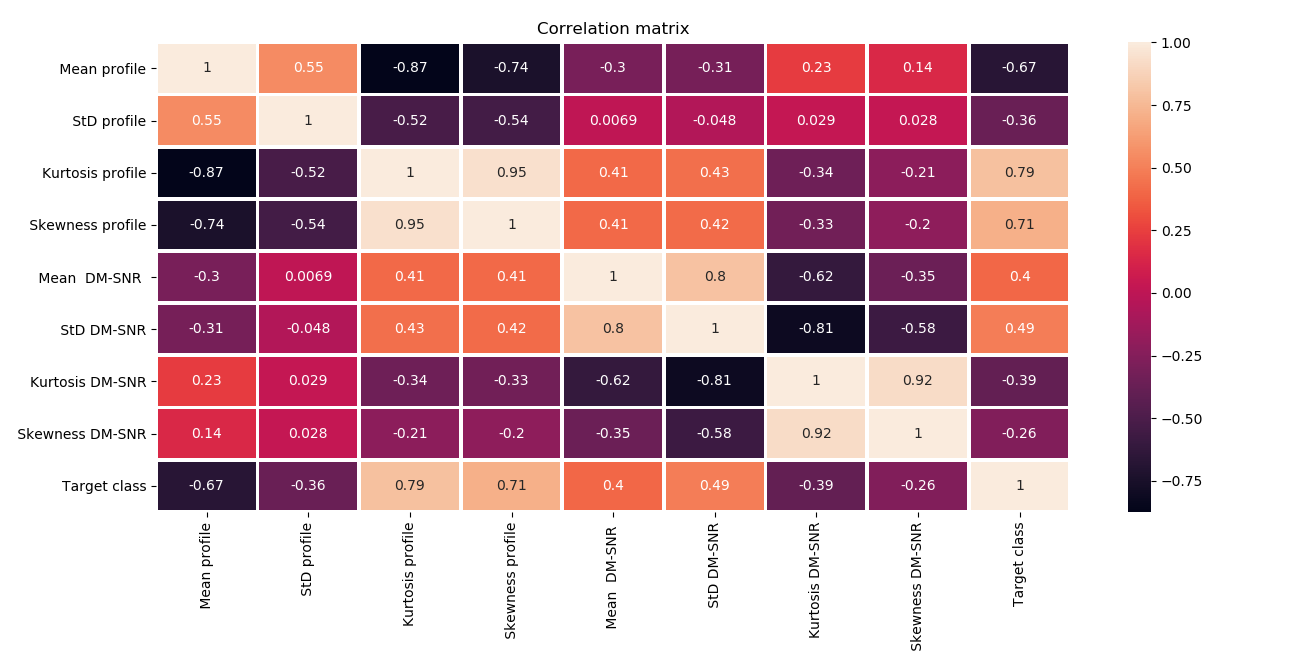 Correlation matrix
Mean profile 1 0.55 -0.87 -0.74 -0.3 -0.31 0.23 0.14 -0.67
StD profile 0.55 1 -0.52 -0.54 0.0069 -0.048 0.029 0.028 -0.36
Kurtosis profile -0.87 -0.52 1 0.95 0.41 0.43 -0.34 -0.21 0.79
Skewness profile -0.74 -0.54 0.95 1 0.41 0.42 -0.33 -0.2 0.71
Mean  DM-SNR -0.3 0.0069 0.41 0.41 1 0.8 -0.62 -0.35 0.4
StD DM-SNR -0.31 -0.048 0.43 0.42 0.8 1 -0.81 -0.58 0.49
Kurtosis DM-SNR 0.23 0.029 -0.34 -0.33 -0.62 -0.81 1 0.92 -0.39
Skewness DM-SNR 0.14 0.028 -0.21 -0.2 -0.35 -0.58 0.92 1 -0.26
Target class -0.67 -0.36 0.79 0.71 0.4 0.49 -0.39 -0.26 1
Mean profile
StD profile
Kurtosis profile
Skewness profile
Mean  DM-SNR
StD DM-SNR
Kurtosis DM-SNR
Skewness DM-SNR
Target class
1.00
0.75
0.50
0.25
0.00
−0.25
−0.50
−0.75